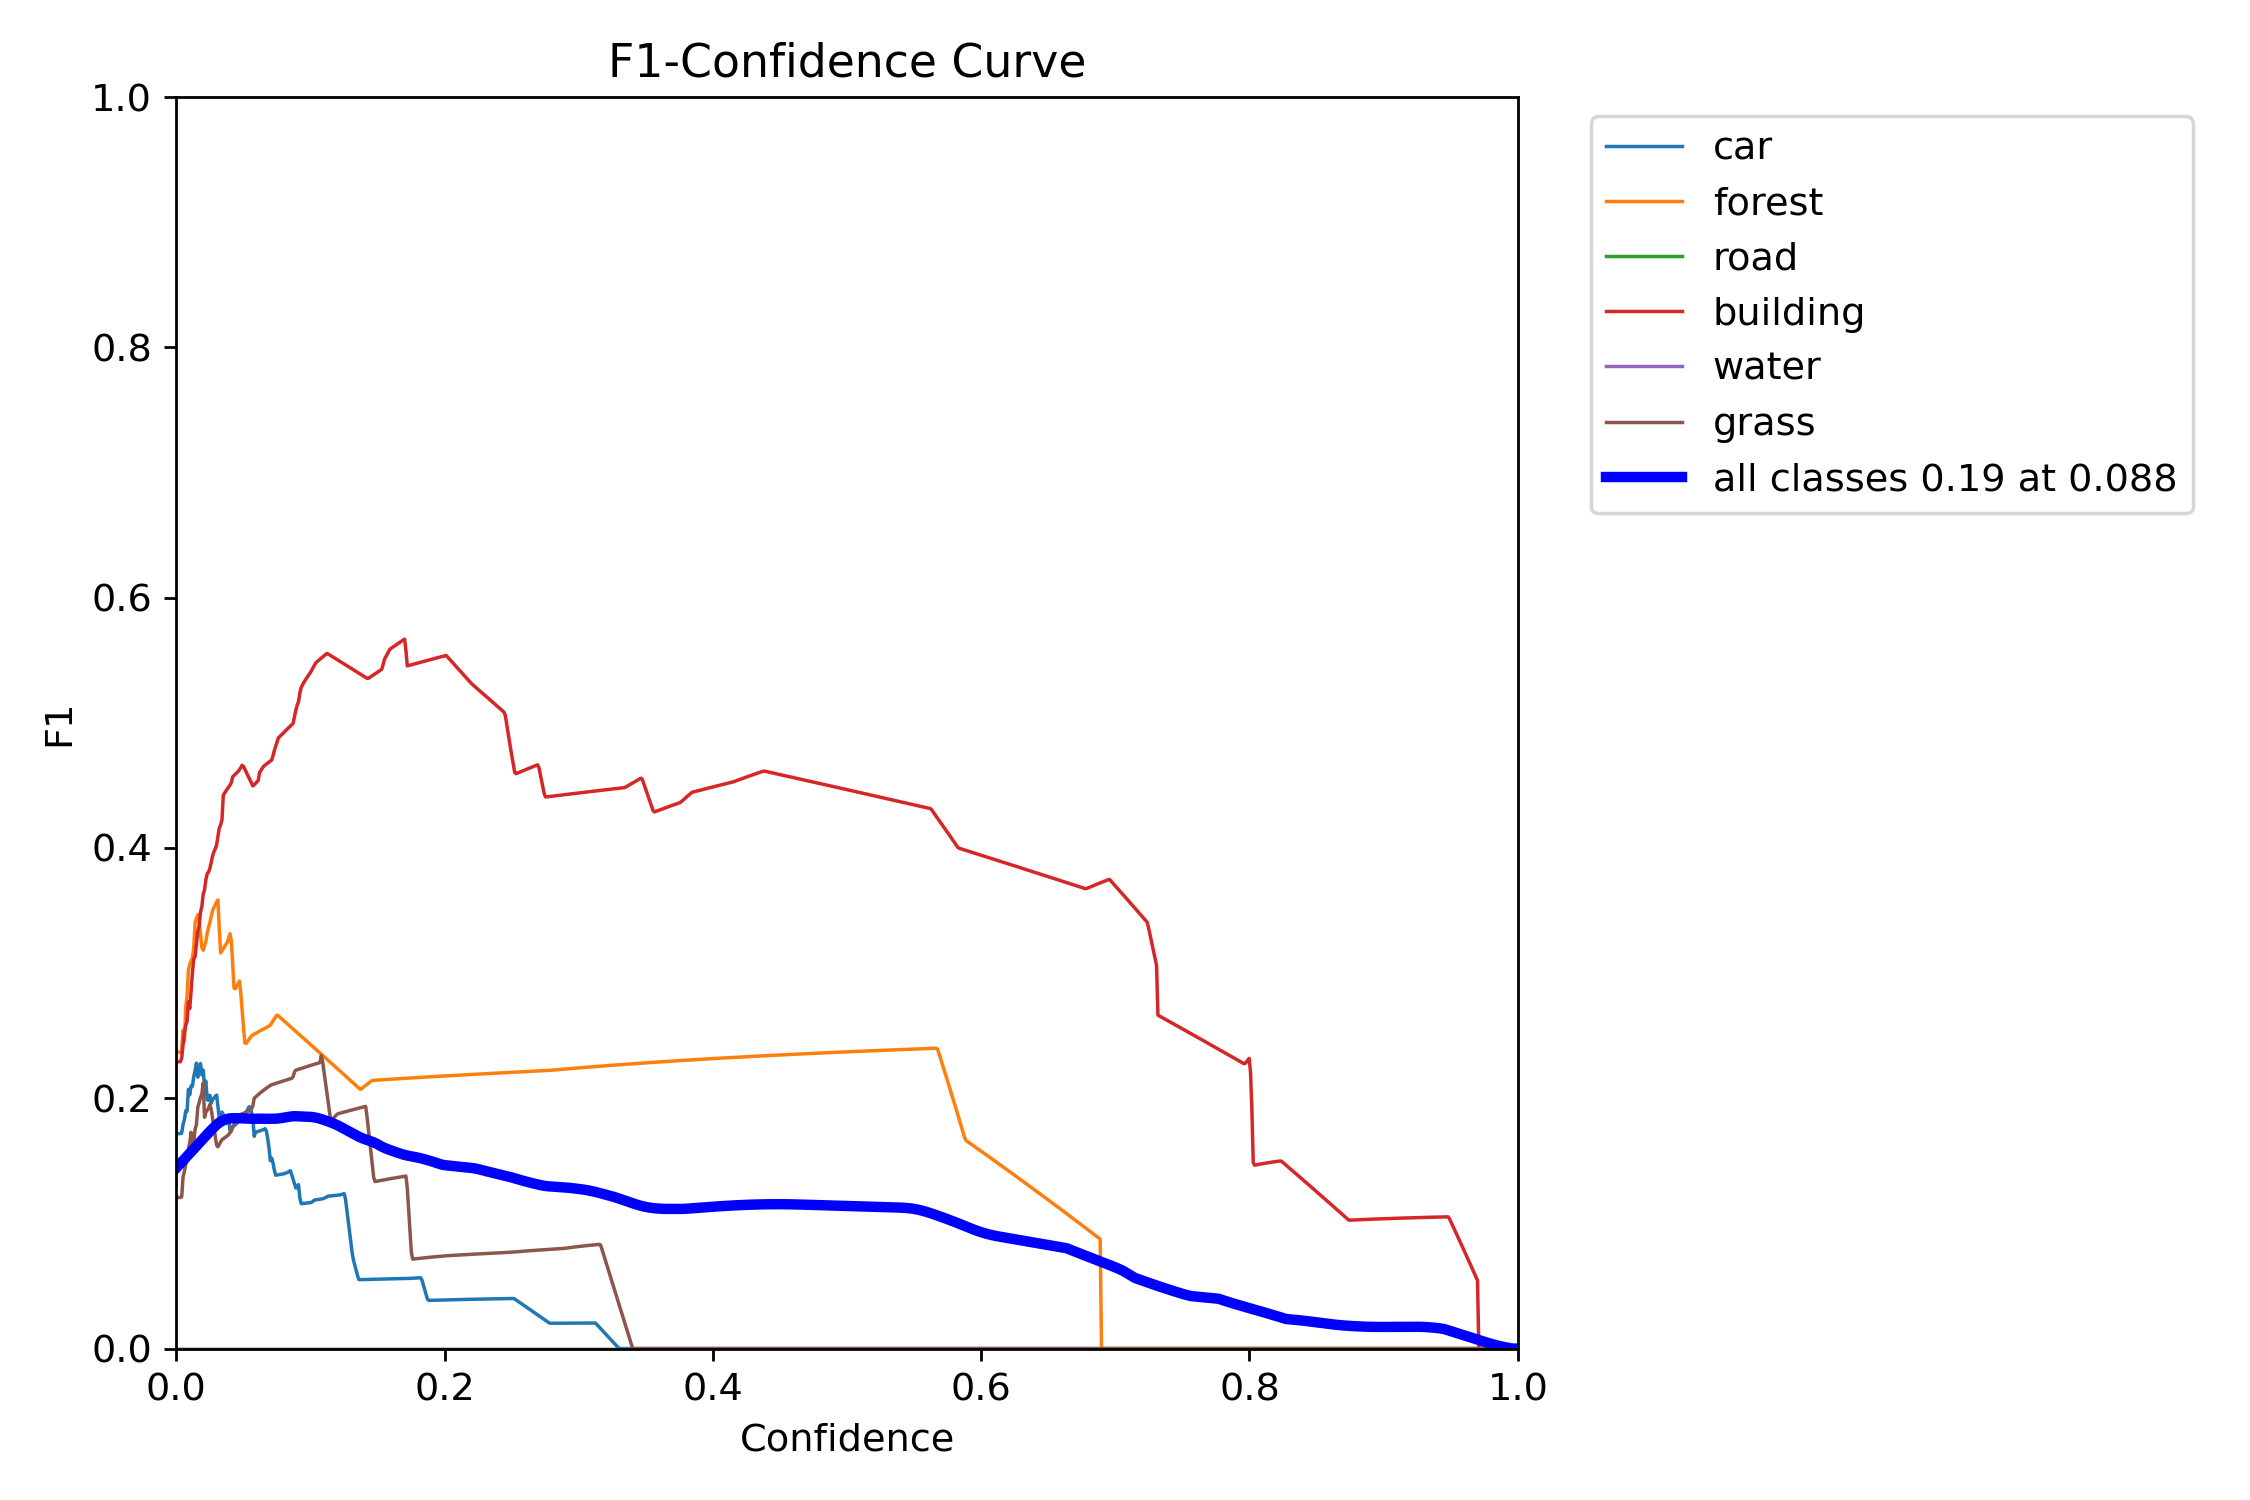 F1-Confidence Curve
1.0
0.8
0.6
0.4
0.2
0.0
F1
0.0 0.2 0.4 0.6 0.8 1.0
Confidence
car
forest
road
building
water
grass
all classes 0.19 at 0.088